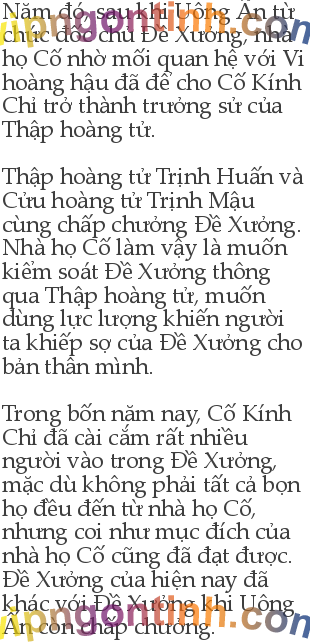 Năm đó, sau khi Uông Ấn từ
chức đốc chủ Đề Xưởng, nhà
họ Cố nhờ mối quan hệ với Vi
hoàng hậu đã để cho Cố Kính
Chỉ trở thành trưởng sử của
Thập hoàng tử.
Thập hoàng tử Trịnh Huấn và
Cửu hoàng tử Trịnh Mậu
cùng chấp chưởng Đề Xưởng.
Nhà họ Cố làm vậy là muốn
kiểm soát Đề Xưởng thông
qua Thập hoàng tử, muốn
dùng lực lượng khiến người
ta khiếp sợ của Đề Xưởng cho
bản thân mình.
Trong bốn năm nay, Cố Kính
Chỉ đã cài cắm rất nhiều
người vào trong Đề Xưởng,
mặc dù không phải tất cả bọn
họ đều đến từ nhà họ Cố,
nhưng coi như mục đích của
nhà họ Cố cũng đã đạt được.
Đề Xưởng của hiện nay đã
khác với Đề Xưởng khi Uông
Ấn còn chấp chưởng.